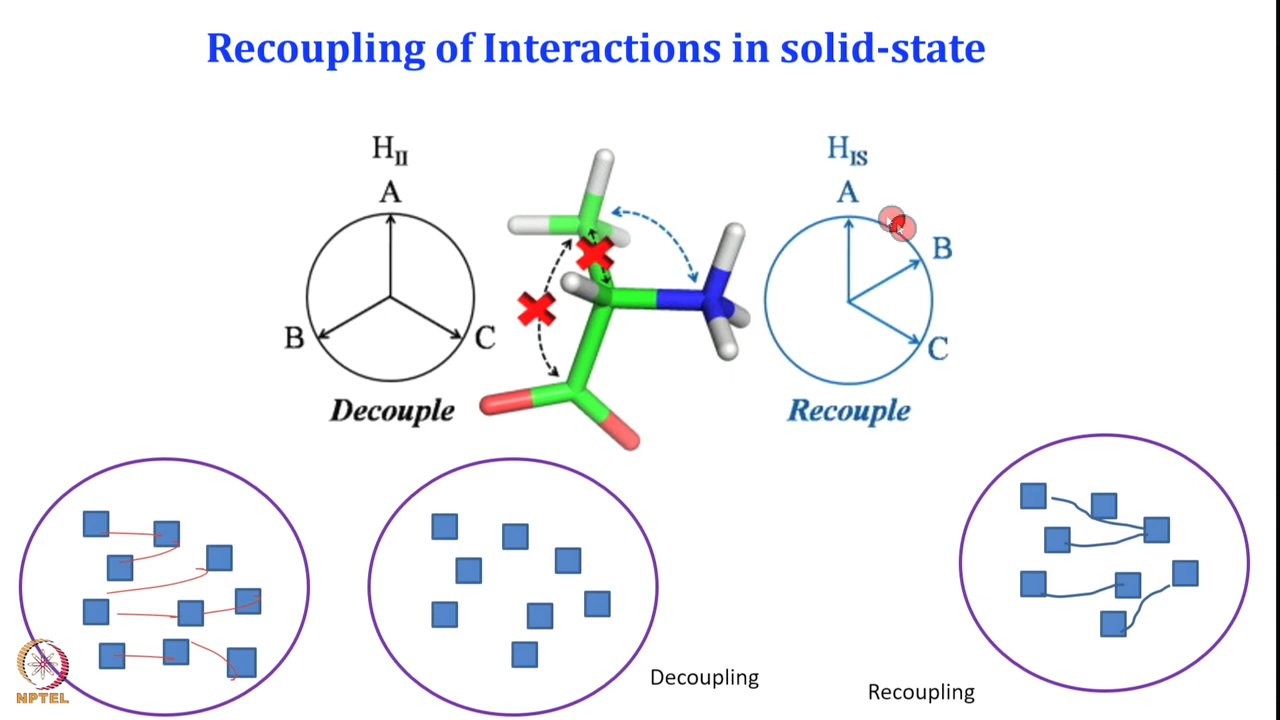 Recoupling of Interactions in solid-state
H_II
A
B
C
Decouple
H_IS
A
B
C
Recouple
Decoupling
Recoupling
NPTEL